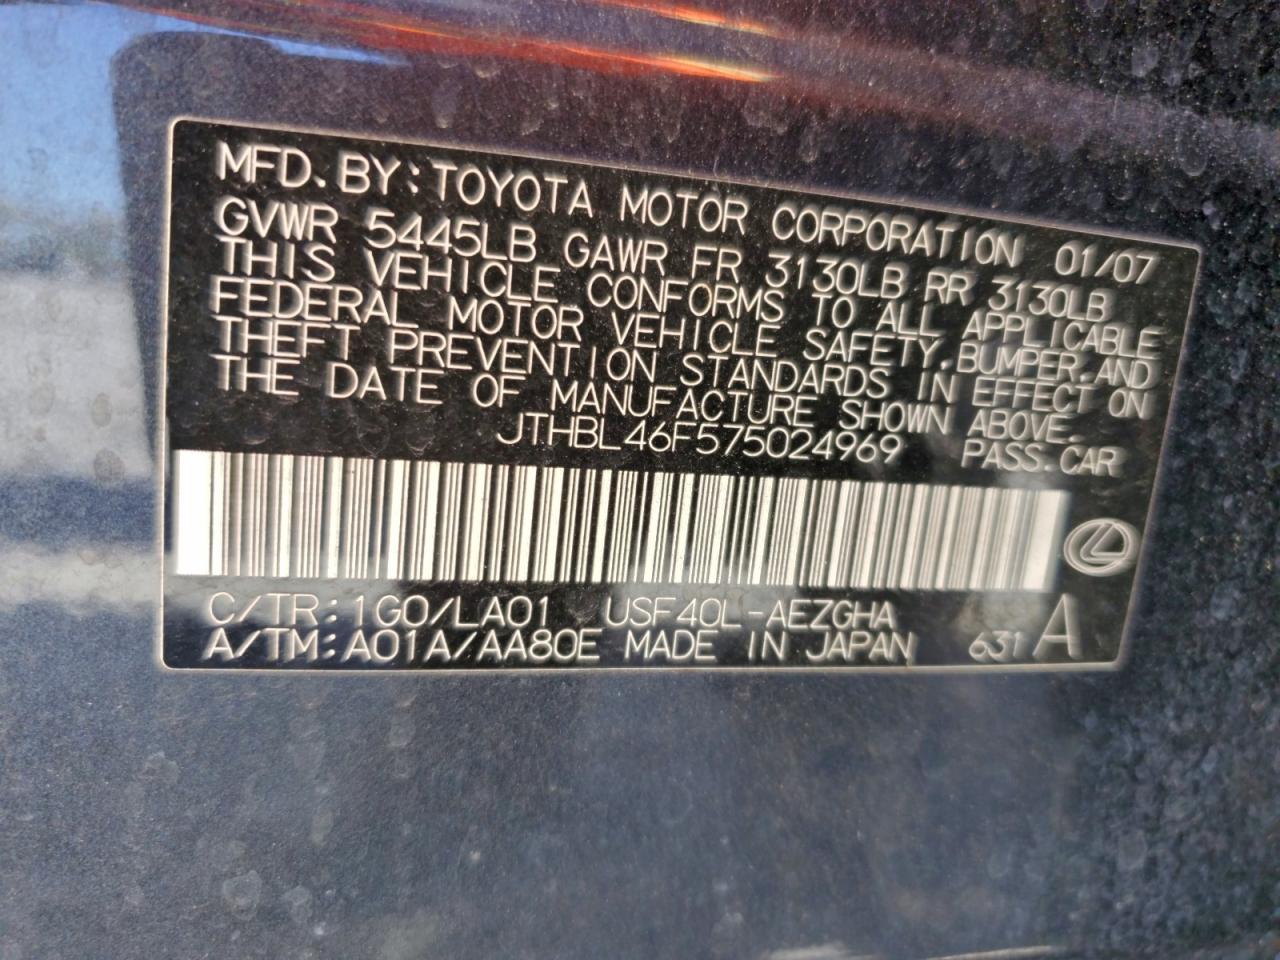 MFD. BY: TOYOTA MOTOR CORPORATION 01/07
GVWR 5445LB GAWR FR 3130LB RR 3130LB
THIS VEHICLE CONFORMS TO ALL APPLICABLE
FEDERAL MOTOR VEHICLE SAFETY, BUMPER, AND
THEFT PREVENTION STANDARDS IN EFFECT ON
THE DATE OF MANUFACTURE SHOWN ABOVE.
JTHBL46F575024969 PASS. CAR
C/TR: 1G0/LA01 USF40L-AEZGHA
A/TM: A01A/AA80E MADE IN JAPAN 631 A